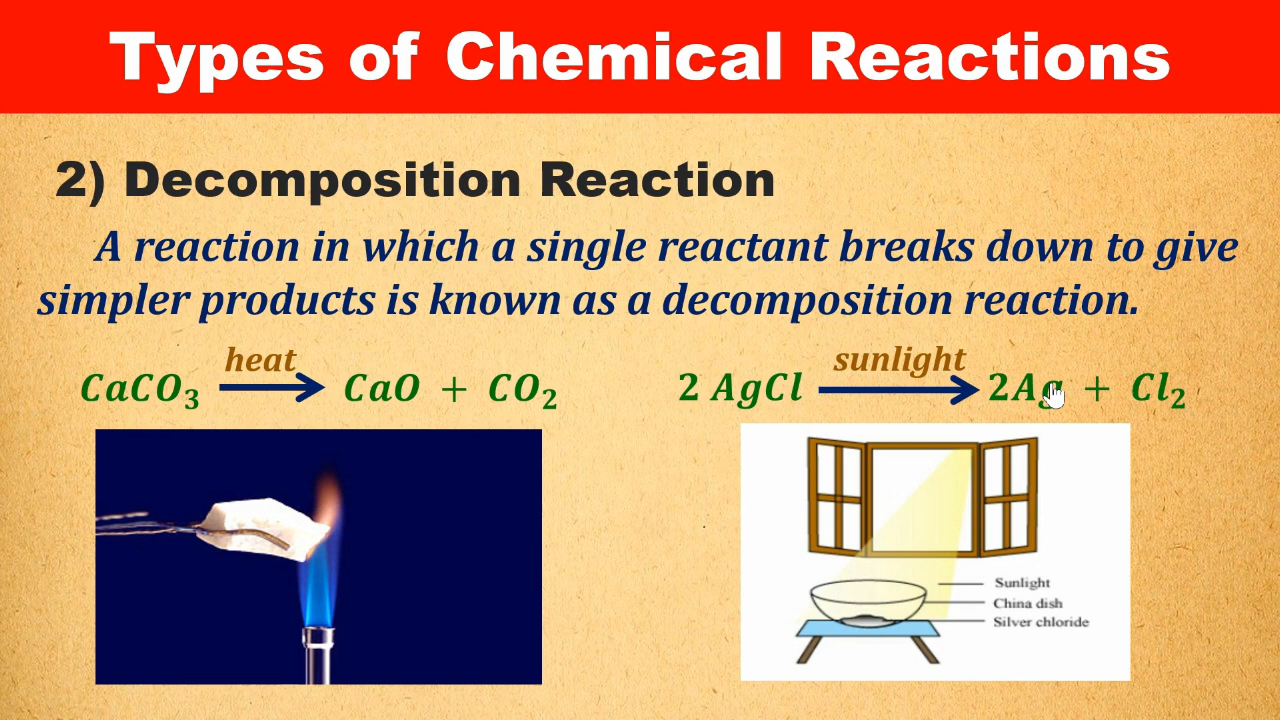 Types of Chemical Reactions
2) Decomposition Reaction
A reaction in which a single reactant breaks down to give
simpler products is known as a decomposition reaction.
heat
CaCO₃ → CaO + CO₂
sunlight
2 AgCl → 2Ag + Cl₂
Sunlight
China dish
Silver chloride